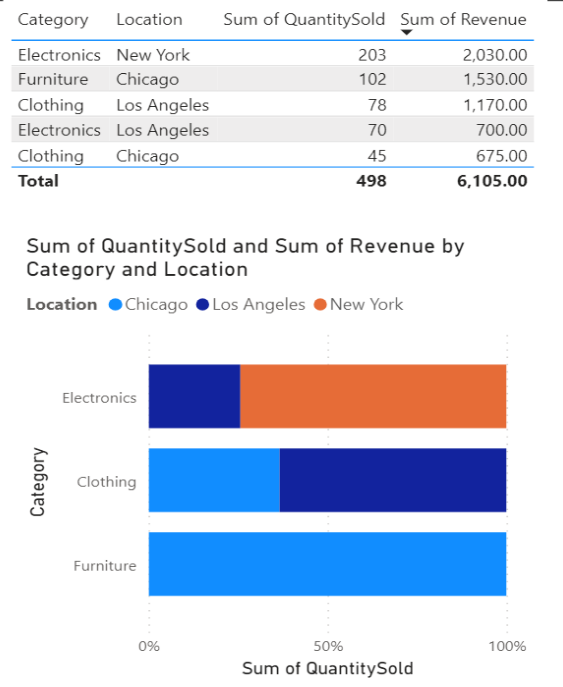 Category Location Sum of QuantitySold Sum of Revenue
Electronics New York 203 2,030.00
Furniture Chicago 102 1,530.00
Clothing Los Angeles 78 1,170.00
Electronics Los Angeles 70 700.00
Clothing Chicago 45 675.00
Total 498 6,105.00
Sum of QuantitySold and Sum of Revenue by
Category and Location
Location Chicago Los Angeles New York
Category
Electronics
Clothing
Furniture
0% 50% 100%
Sum of QuantitySold